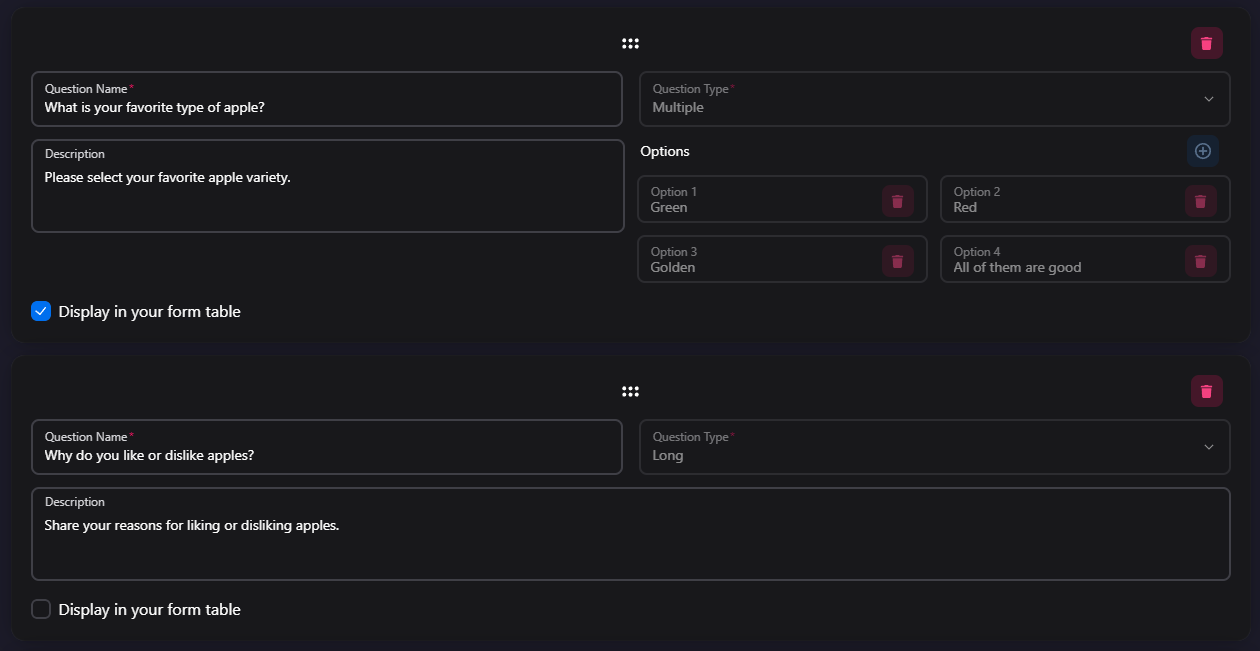 Question Name*
What is your favorite type of apple?
Question Type*
Multiple
Description
Please select your favorite apple variety.
Options
Option 1
Green
Option 2
Red
Option 3
Golden
Option 4
All of them are good
Display in your form table
Question Name*
Why do you like or dislike apples?
Question Type*
Long
Description
Share your reasons for liking or disliking apples.
Display in your form table